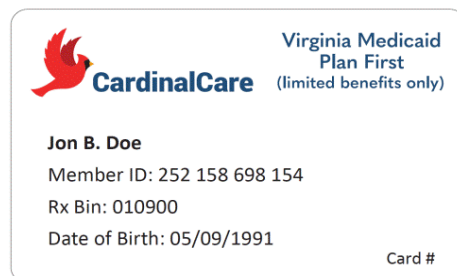 CardinalCare
Virginia Medicaid
Plan First
(limited benefits only)
Jon B. Doe
Member ID: 252 158 698 154
Rx Bin: 010900
Date of Birth: 05/09/1991
Card #